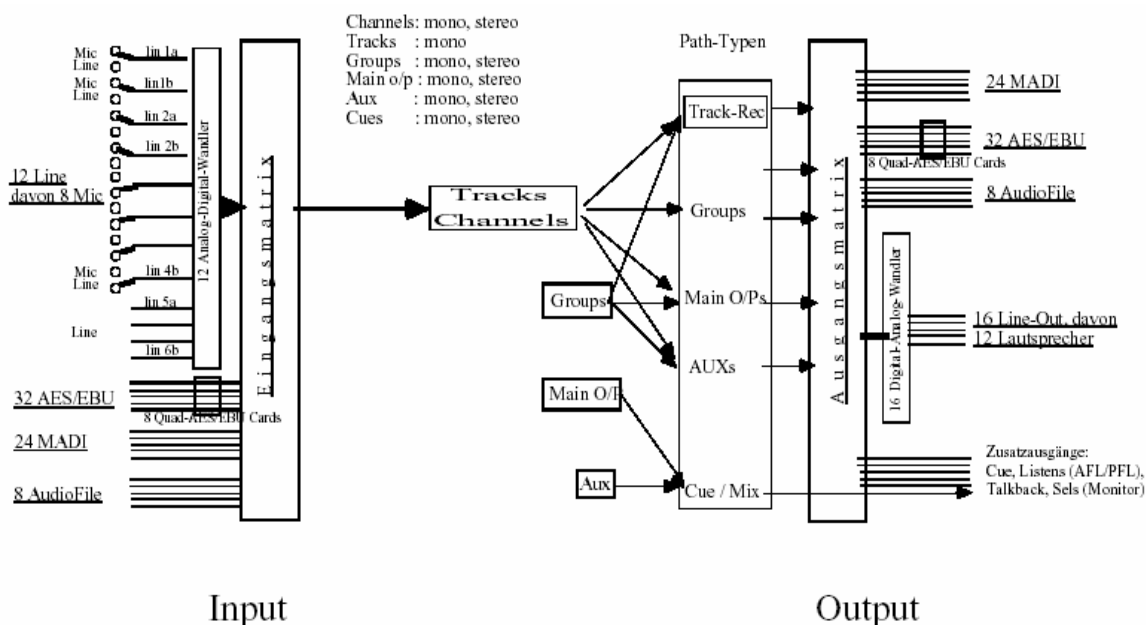 Channels: mono, stereo
Tracks : mono
Groups : mono, stereo
Main o/p : mono, stereo
Aux : mono, stereo
Cues : mono, stereo
Mic
Line
lin 1a
Mic
Line
lin1b
lin 2a
lin 2b
12 Line
davon 8 Mic
Mic
Line
lin 4b
lin 5a
Line
lin 6b
12 Analog-Digital-Wandler
32 AES/EBU
8 Quad-AES/EBU Cards
24 MADI
8 AudioFile
Eingangsmatrix
Tracks
Channels
Groups
Main O/P
Aux
Path-Typen
Track-Rec
Groups
Main O/Ps
AUXs
Cue / Mix
Ausgangsmatrix
24 MADI
32 AES/EBU
8 Quad-AES/EBU Cards
8 AudioFile
16 Digital-Analog-Wandler
16 Line-Out. davon
12 Lautsprecher
Zusatzausgänge:
Cue, Listens (AFL/PFL),
Talkback, Sels (Monitor)
Input
Output